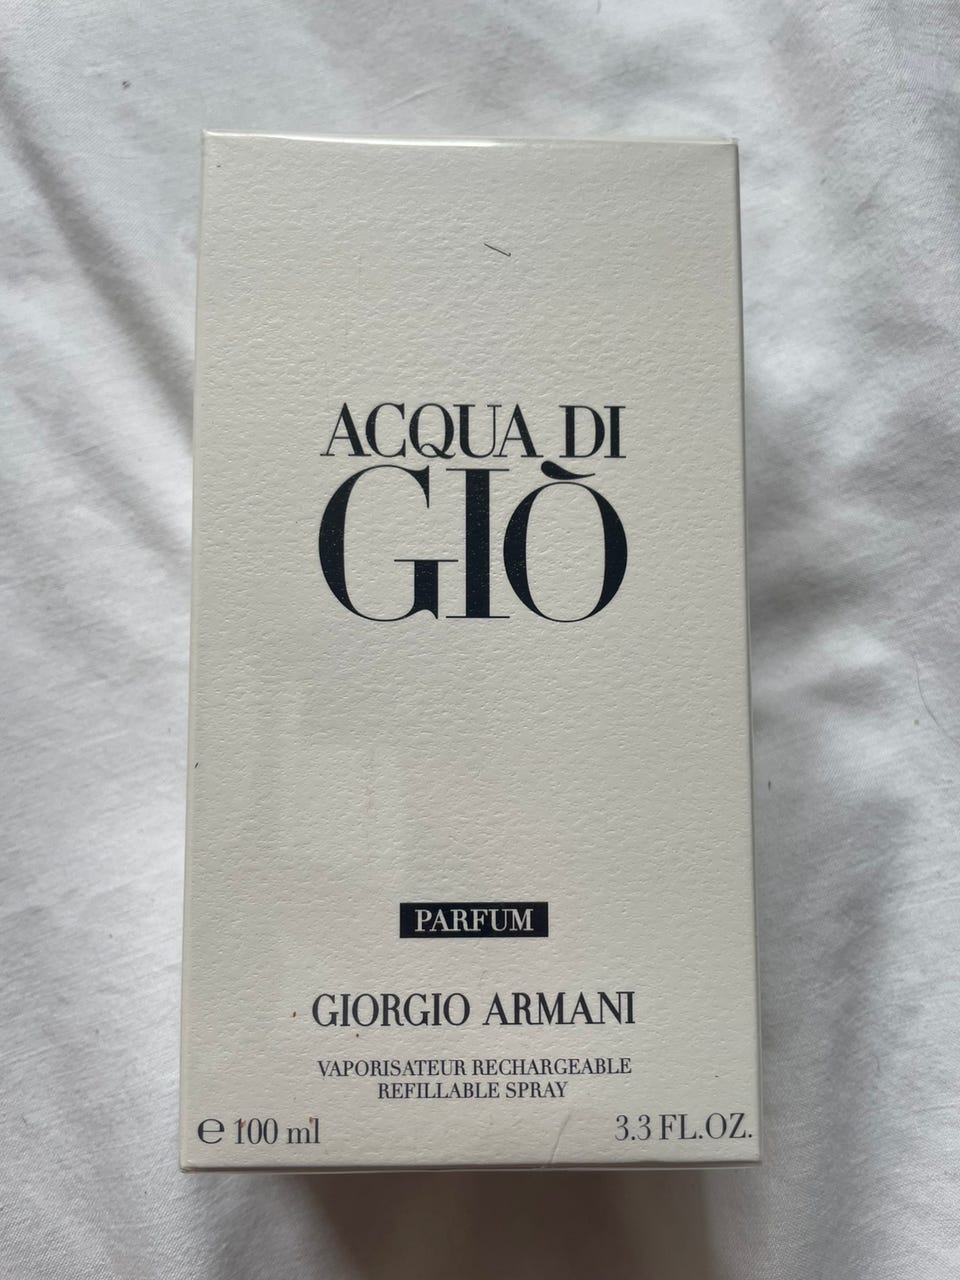 ACQUA DI
GIÒ
PARFUM
GIORGIO ARMANI
VAPORISATEUR RECHARGEABLE
REFILLABLE SPRAY
℮ 100 ml 3.3 FL.OZ.